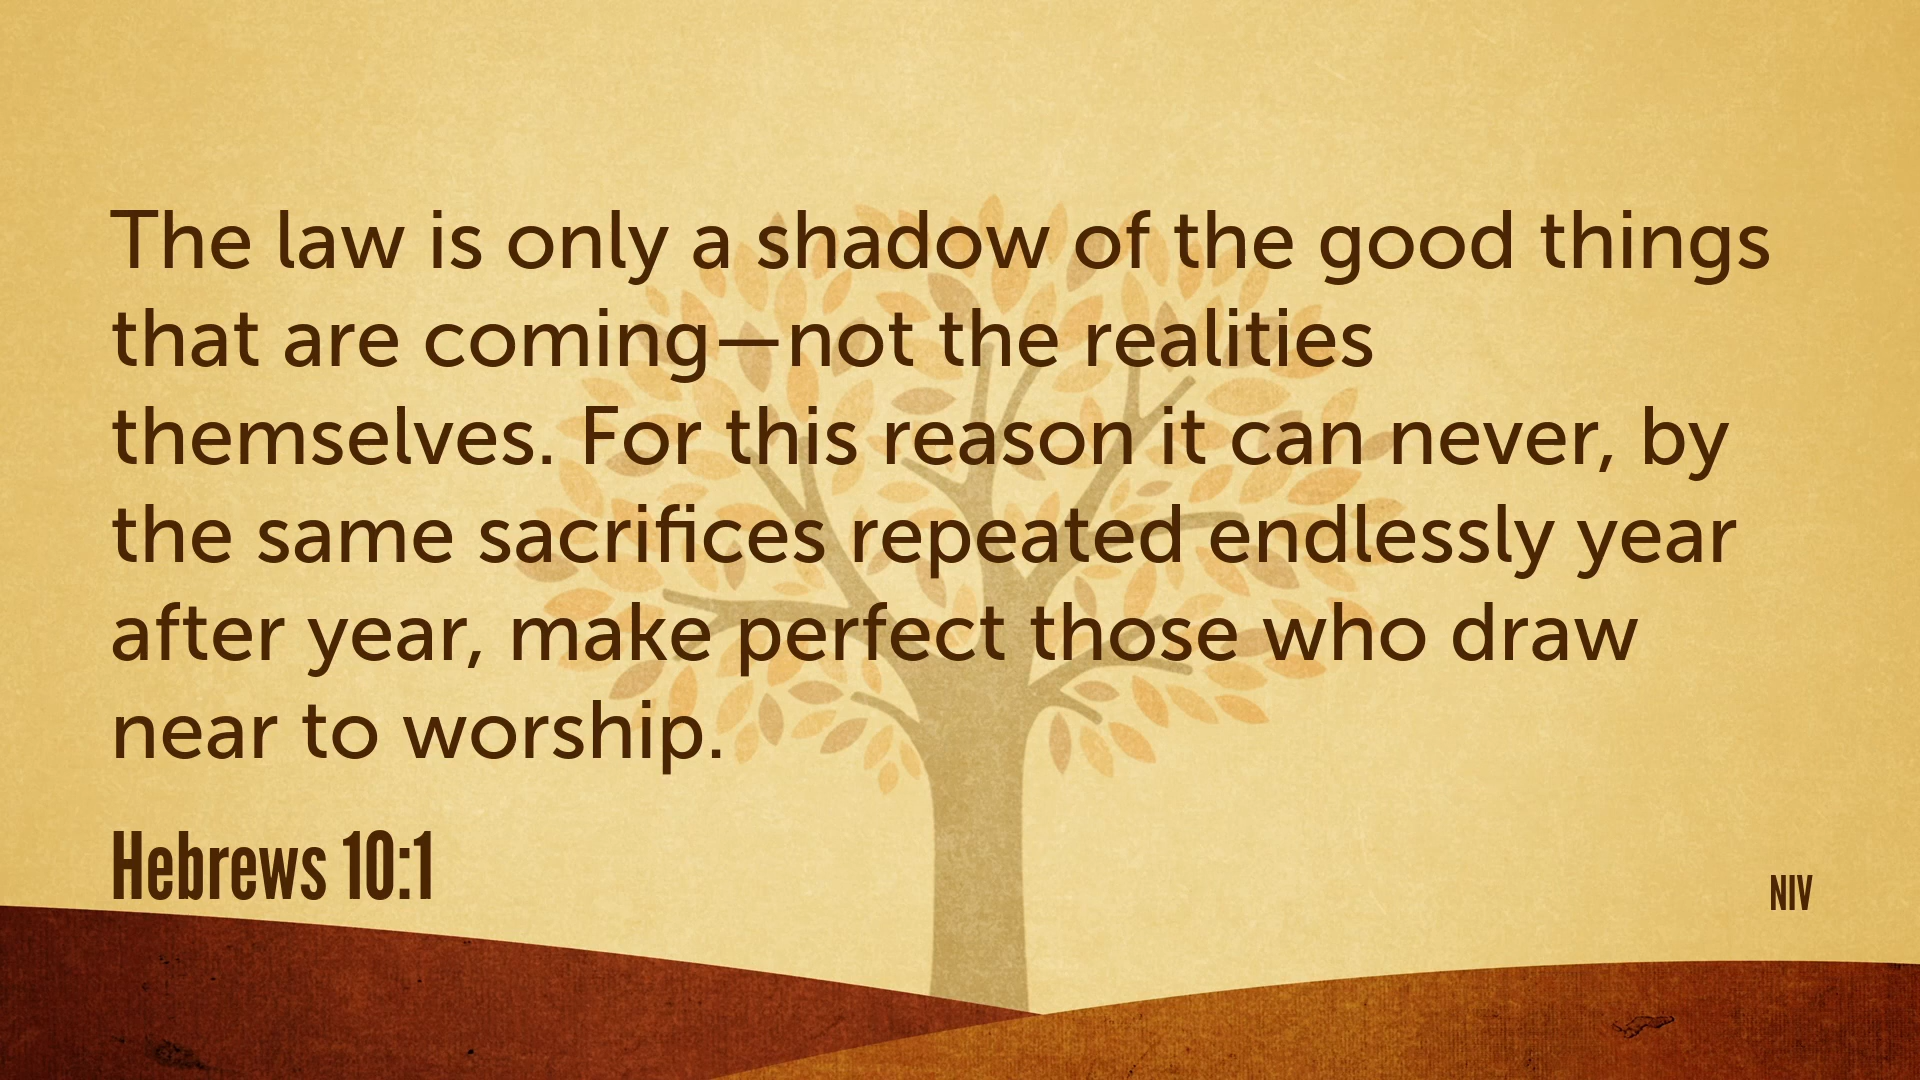 The law is only a shadow of the good things
that are coming—not the realities
themselves. For this reason it can never, by
the same sacrifices repeated endlessly year
after year, make perfect those who draw
near to worship.
Hebrews 10:1
NIV